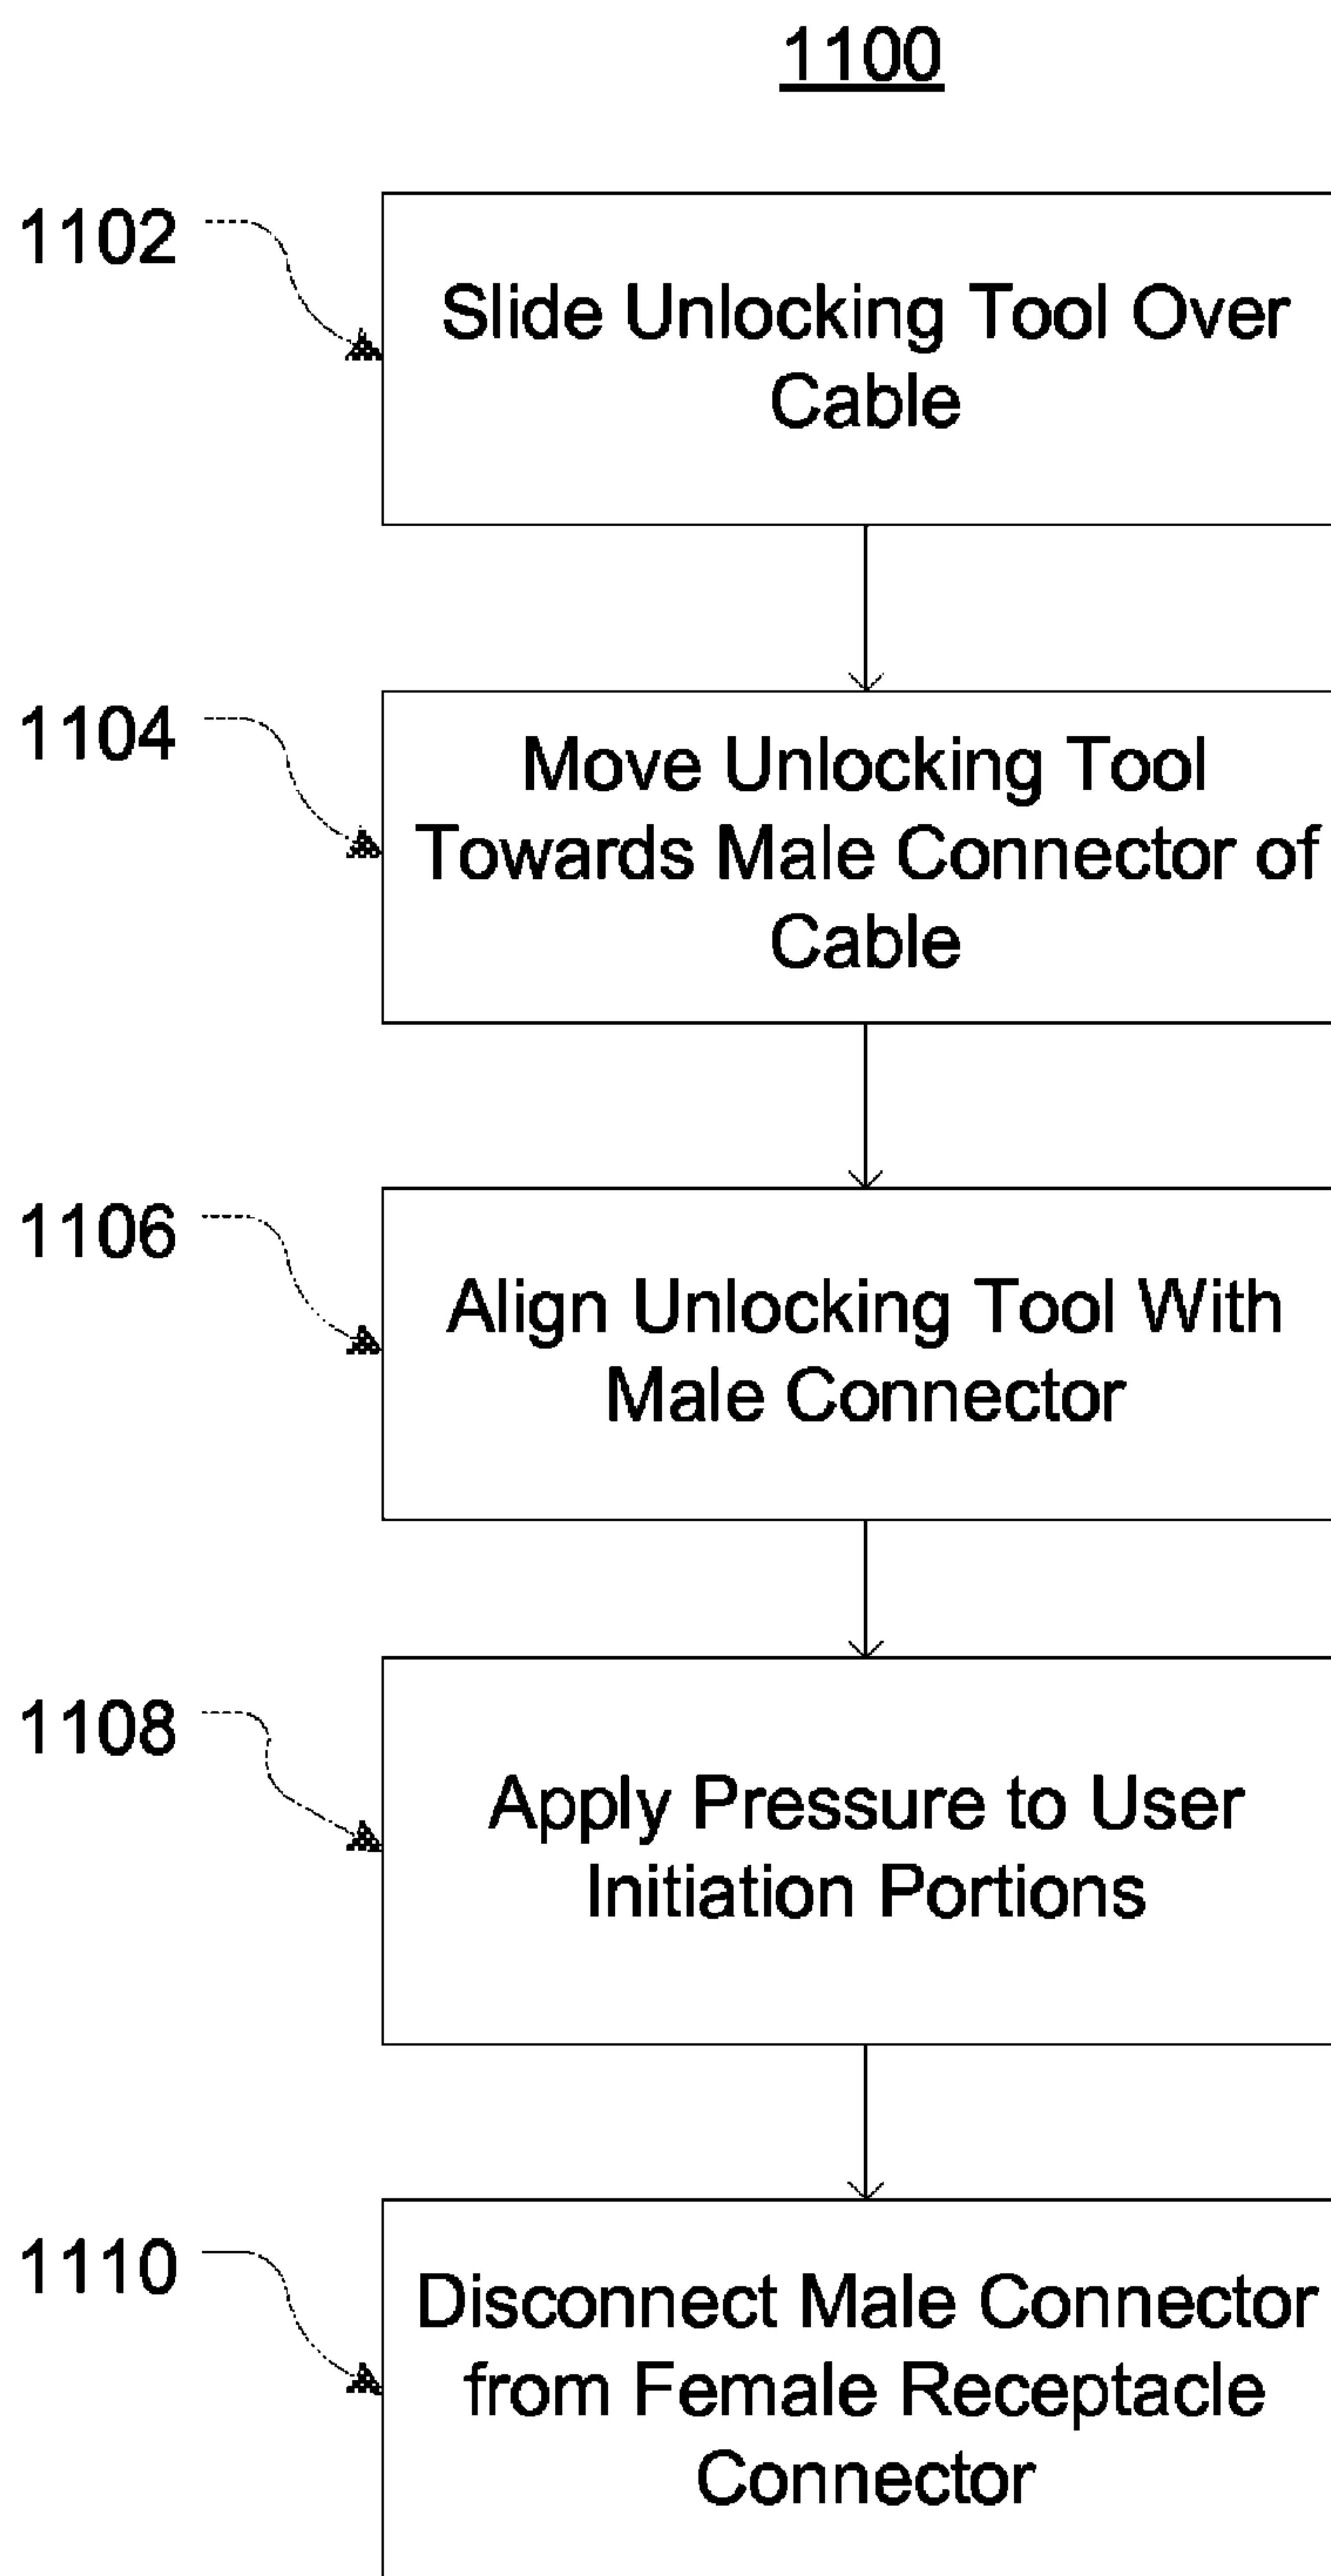 1100
1102
Slide Unlocking Tool Over
Cable
1104
Move Unlocking Tool
Towards Male Connector of
Cable
1106
Align Unlocking Tool With
Male Connector
1108
Apply Pressure to User
Initiation Portions
1110
Disconnect Male Connector
from Female Receptacle
Connector